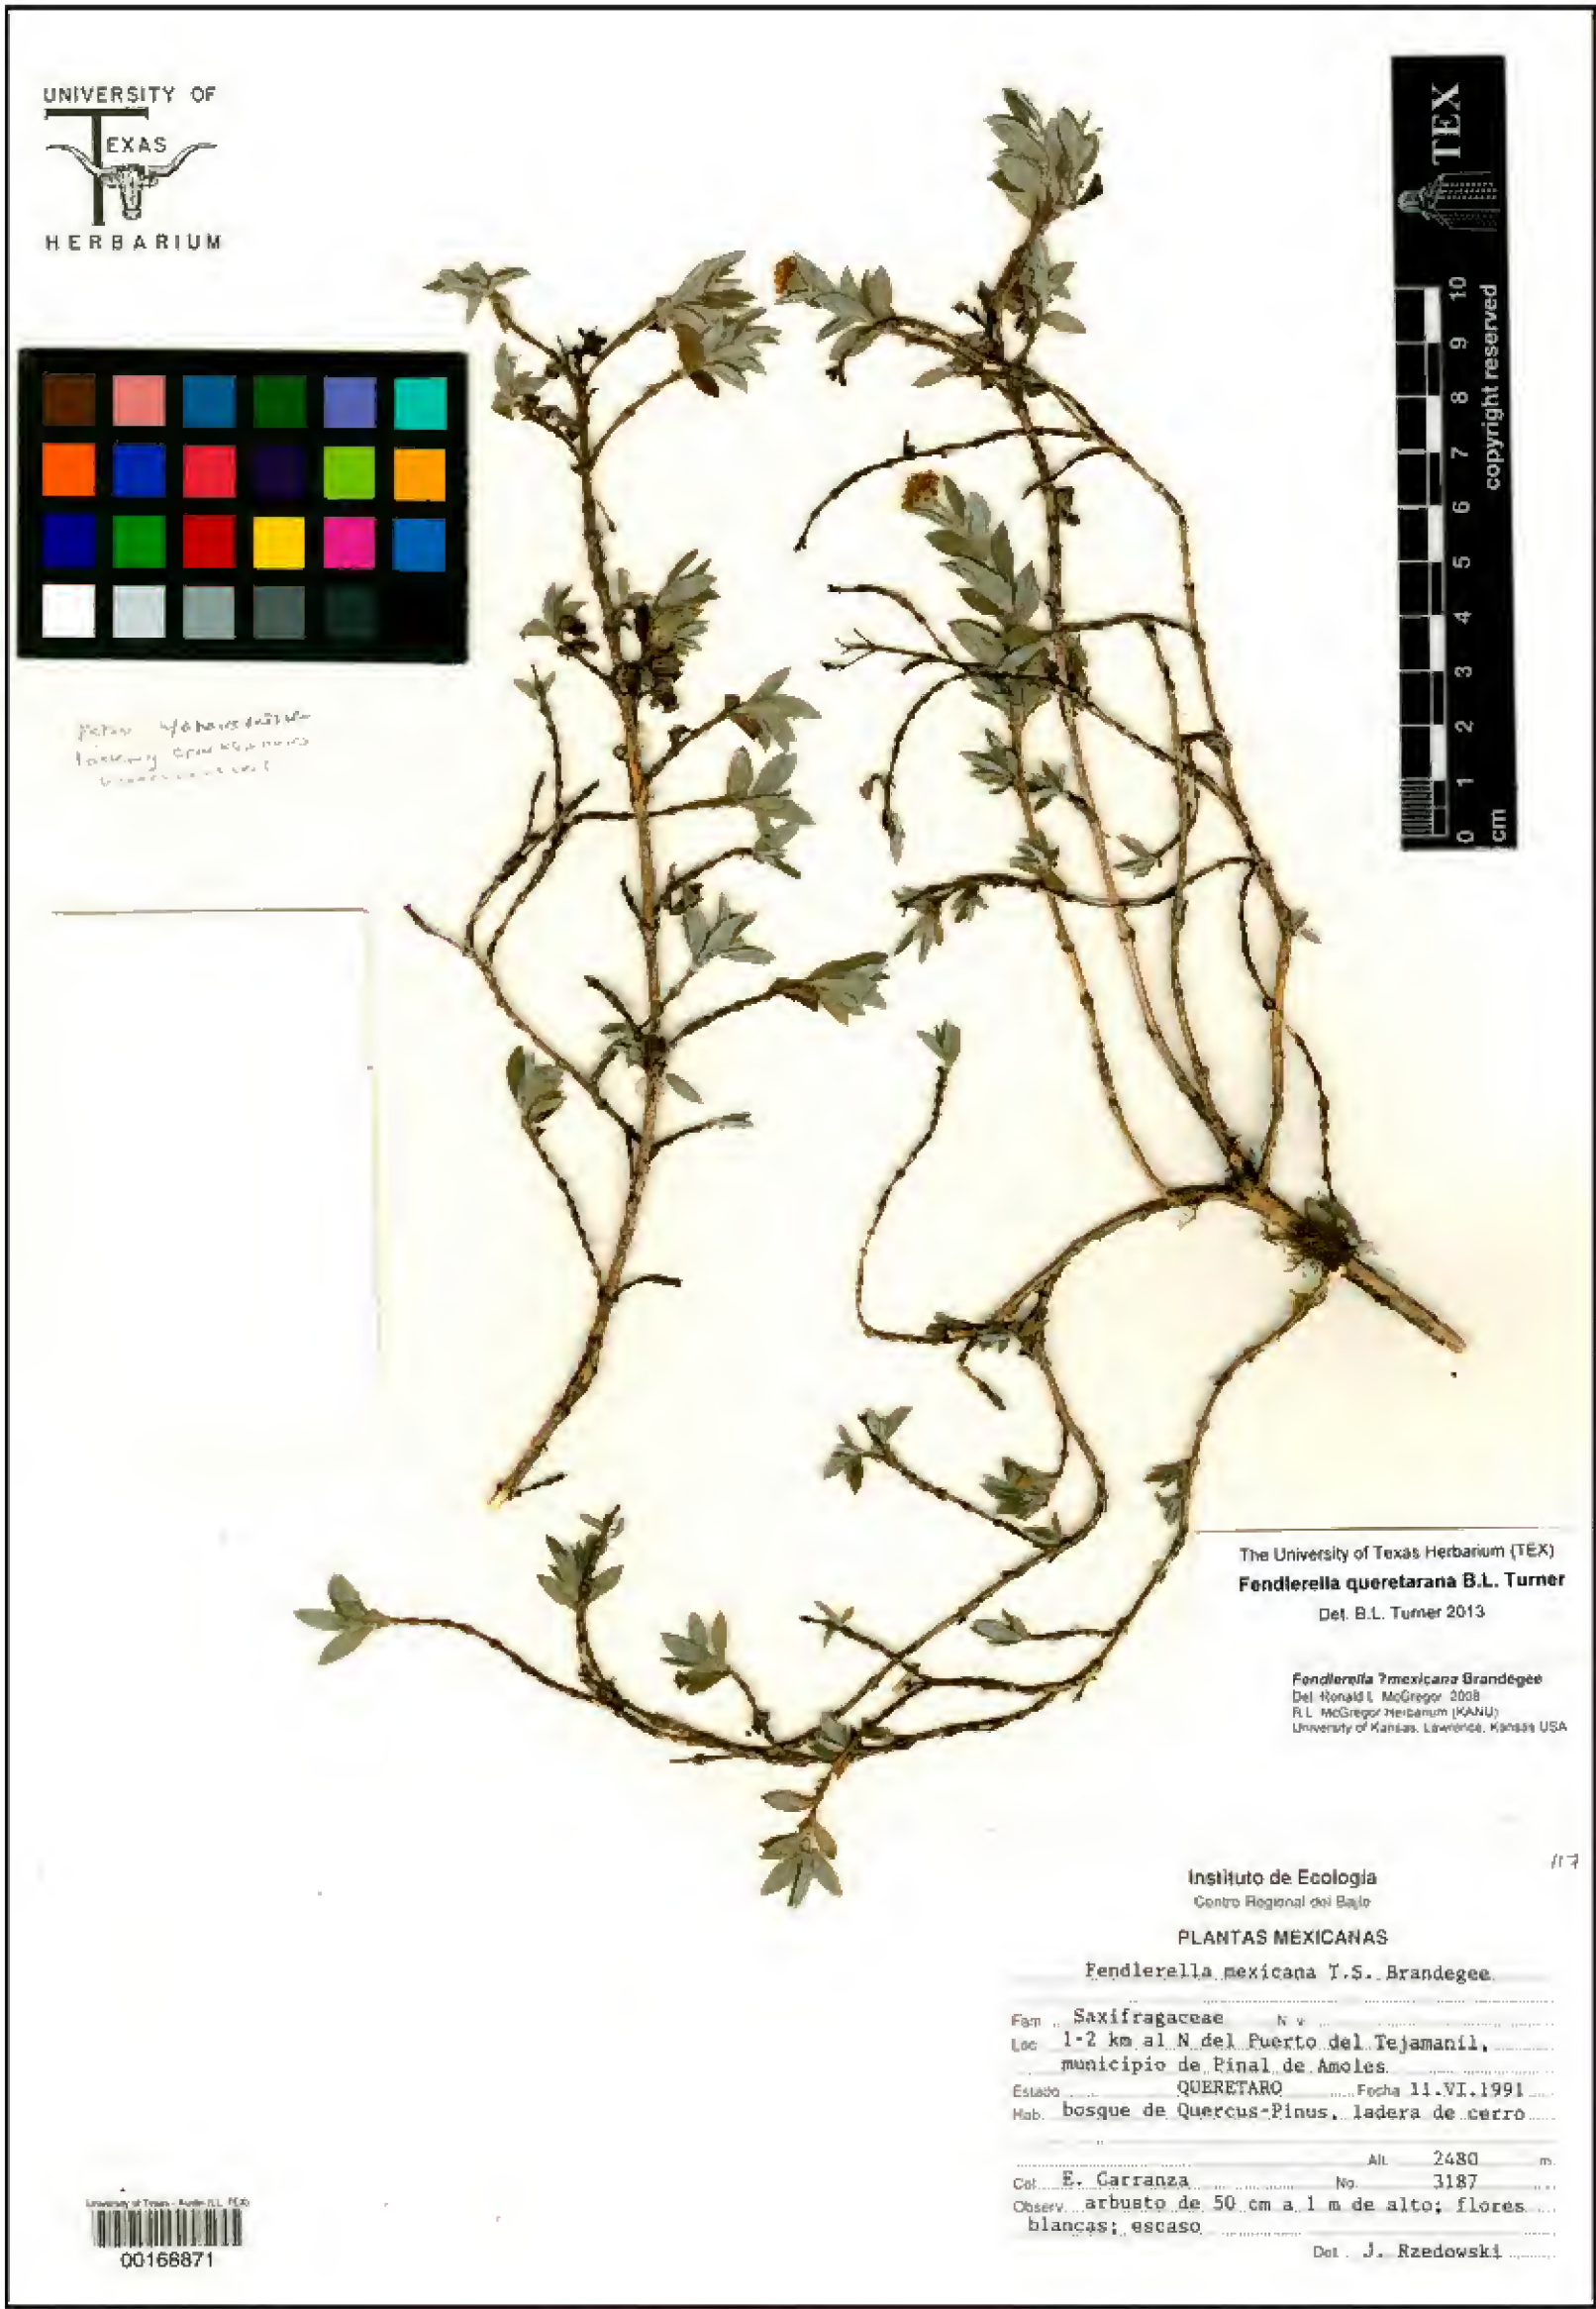 UNIVERSITY OF
TEXAS
HERBARIUM
TEX
copyright reserved
0 1 2 3 4 5 6 7 8 9 10
cm
The University of Texas Herbarium (TEX)
Fendlerella queretarana B.L. Turner
Det. B.L. Turner 2013
Fendlerella ?mexicana Brandegee
Det. Ronald L. McGregor 2008
R.L. McGregor Herbarium (KANU)
University of Kansas, Lawrence, Kansas USA
117
Instituto de Ecología
Centro Regional del Bajío
PLANTAS MEXICANAS
Fendlerella mexicana T.S. Brandegee
Fam. Saxifragaceae N.v.
Loc. 1-2 km al N del Puerto del Tejamanil,
municipio de Pinal de Amoles.
Estado QUERETARO Fecha 11.VI.1991
Hab. bosque de Quercus-Pinus, ladera de cerro
Alt. 2480 m.
Col. E. Carranza No. 3187
Observ. arbusto de 50 cm a 1 m de alto; flores
blancas; escaso
Det. J. Rzedowski
00168871